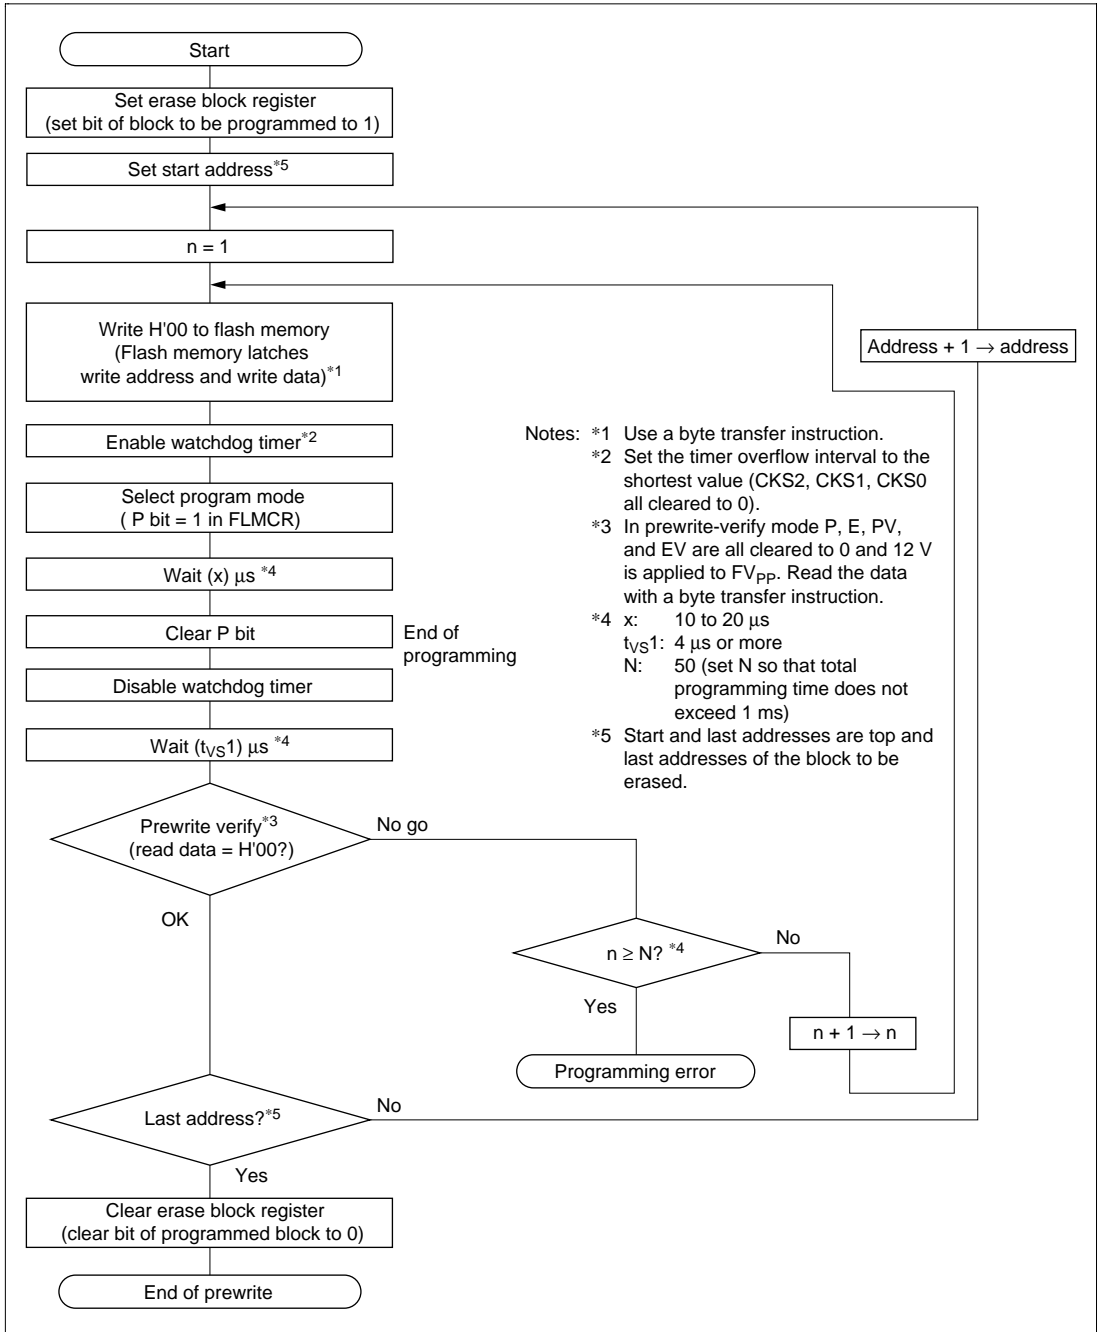 Start
Set erase block register
(set bit of block to be programmed to 1)
Set start address*5
n = 1
Write H'00 to flash memory
(Flash memory latches
write address and write data)*1
Address + 1 → address
Enable watchdog timer*2
Select program mode
( P bit = 1 in FLMCR)
Wait (x) μs *4
Clear P bit
End of
programming
Disable watchdog timer
Wait (tVS1) μs *4
Notes: *1 Use a byte transfer instruction.
*2 Set the timer overflow interval to the
shortest value (CKS2, CKS1, CKS0
all cleared to 0).
*3 In prewrite-verify mode P, E, PV,
and EV are all cleared to 0 and 12 V
is applied to FVPP. Read the data
with a byte transfer instruction.
*4 x: 10 to 20 μs
tVS1: 4 μs or more
N: 50 (set N so that total
programming time does not
exceed 1 ms)
*5 Start and last addresses are top and
last addresses of the block to be
erased.
Prewrite verify*3
(read data = H'00?)
No go
OK
n ≥ N? *4
No
Yes
n + 1 → n
Programming error
Last address?*5
No
Yes
Clear erase block register
(clear bit of programmed block to 0)
End of prewrite